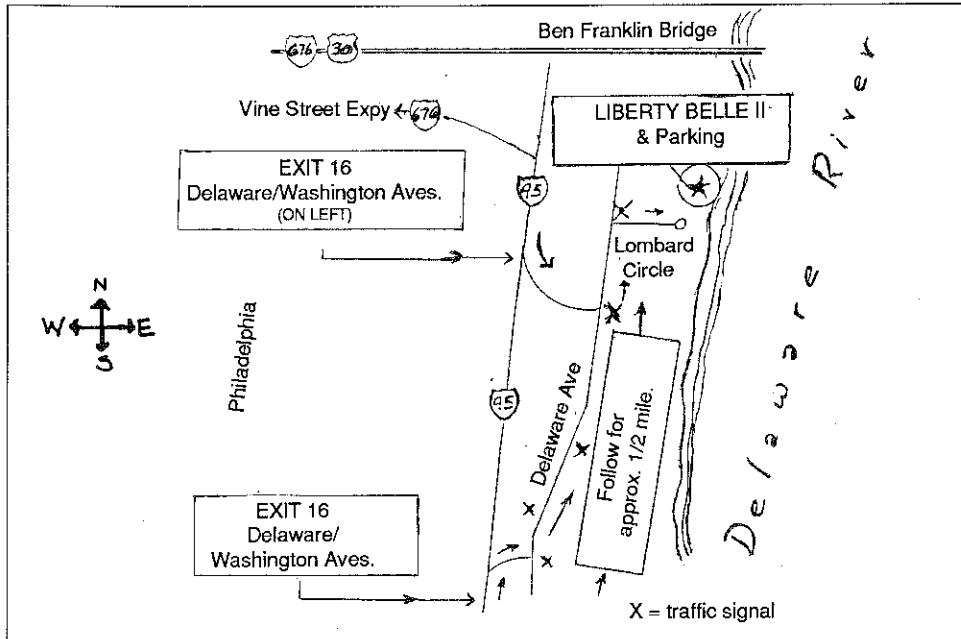 Ben Franklin Bridge
676 30
Vine Street Expy 676
LIBERTY BELLE II
& Parking
EXIT 16
Delaware/Washington Aves.
(ON LEFT)
95
X
Lombard
Circle
X
N
W E
S
Philadelphia
95
Delaware Ave
X
Follow for
approx. 1/2 mile.
X
X
EXIT 16
Delaware/
Washington Aves.
X = traffic signal
Delaware River